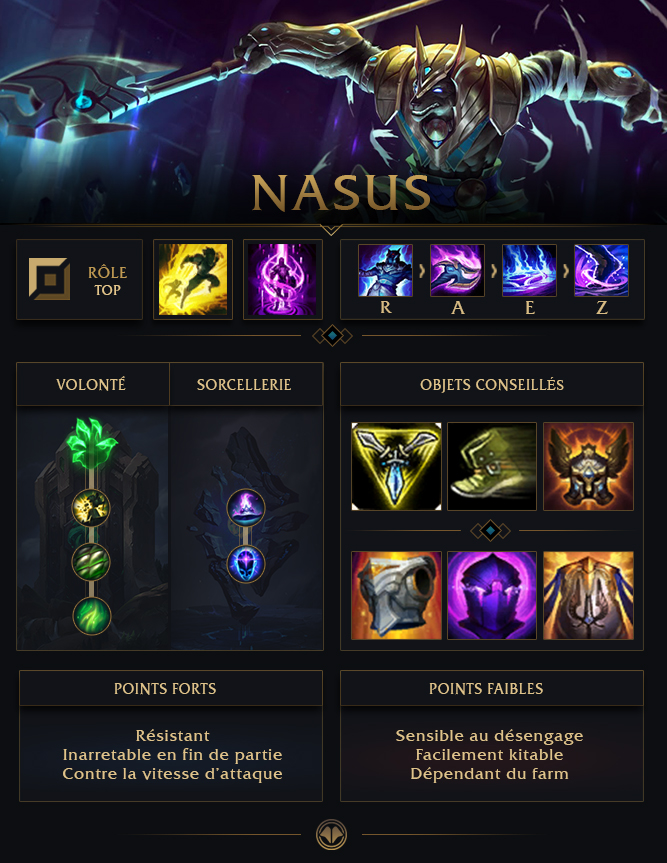 NASUS
RÔLE
TOP
R
A
E
Z
VOLONTÉ
SORCELLERIE
OBJETS CONSEILLÉS
POINTS FORTS
Résistant
Inarretable en fin de partie
Contre la vitesse d'attaque
POINTS FAIBLES
Sensible au désengage
Facilement kitable
Dépendant du farm